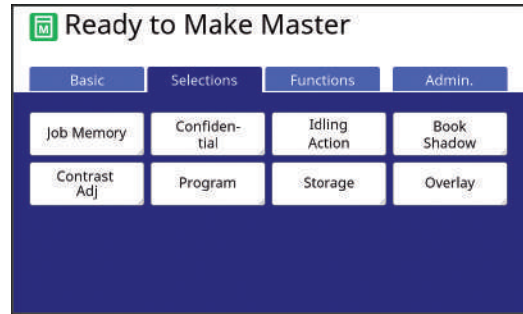 M Ready to Make Master
Basic Selections Functions Admin.
Job Memory Confiden- Idling Book
tial Action Shadow
Contrast Program Storage Overlay
Adj